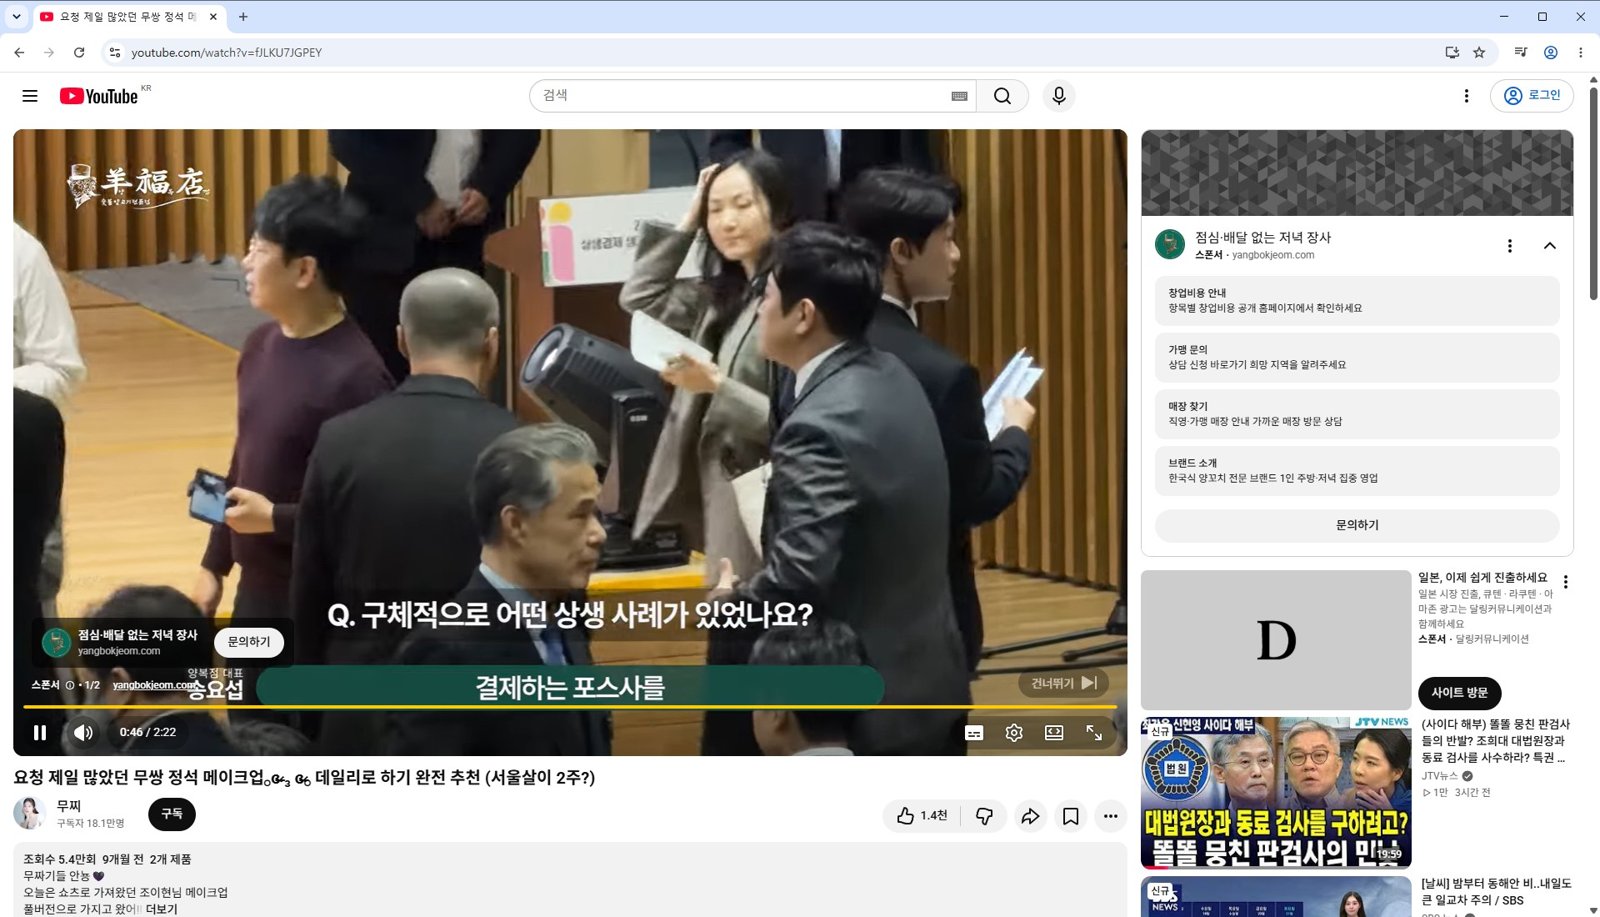 요청 제일 많았던 무쌍 정석 메
youtube.com/watch?v=fJLKU7JGPEY
YouTube KR
검색
로그인
羊福店
Q. 구체적으로 어떤 상생 사례가 있었나요?
점심·배달 없는 저녁 장사
yangbokjeom.com
문의하기
스폰서 · 1/2 yangbokjeom.com
양복점 대표
송요섭
결제하는 포스사를
건너뛰기
0:46 / 2:22
요청 제일 많았던 무쌍 정석 메이크업 데일리로 하기 완전 추천 (서울살이 2주?)
무찌
구독자 18.1만명
구독
1.4천
조회수 5.4만회 9개월 전 2개 제품
무찌기들 안뇽🖤
오늘은 쇼츠로 가져왔던 조이현님 메이크업
풀버전으로 가지고 왔어!! 더보기
점심·배달 없는 저녁 장사
스폰서 · yangbokjeom.com
창업비용 안내
항목별 창업비용 공개 홈페이지에서 확인하세요
가맹 문의
상담 신청 바로가기 희망 지역을 알려주세요
매장 찾기
직영·가맹 매장 안내 가까운 매장 방문 상담
브랜드 소개
한국식 양꼬치 전문 브랜드 1인 주방·저녁 집중 영업
문의하기
D
일본, 이제 쉽게 진출하세요
일본 시장 진출, 큐텐 · 라쿠텐 · 아
마존 광고는 달링커뮤니케이션과
함께하세요
스폰서 · 달링커뮤니케이션
사이트 방문
신규
신현영 사이다 해부
JTV NEWS
법원
대법원장과 동료 검사를 구하려고?
똘똘 뭉친 판검사의 민
19:59
(사이다 해부) 똘똘 뭉친 판검사
들의 반발? 조희대 대법원장과
동료 검사를 사수하라? 특권 ...
JTV뉴스
1만 3시간 전
신규
SBS
NEWS
[날씨] 밤부터 동해안 비..내일도
큰 일교차 주의 / SBS